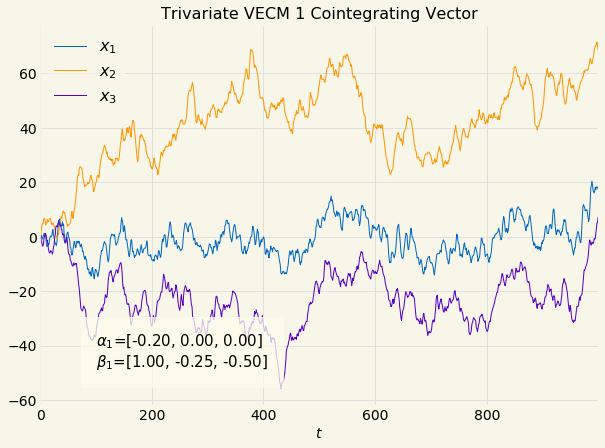 Trivariate VECM 1 Cointegrating Vector
x₁
x₂
x₃
60
40
20
0
−20
−40
−60
α₁=[-0.20, 0.00, 0.00]
β₁=[1.00, -0.25, -0.50]
0 200 400 600 800
t